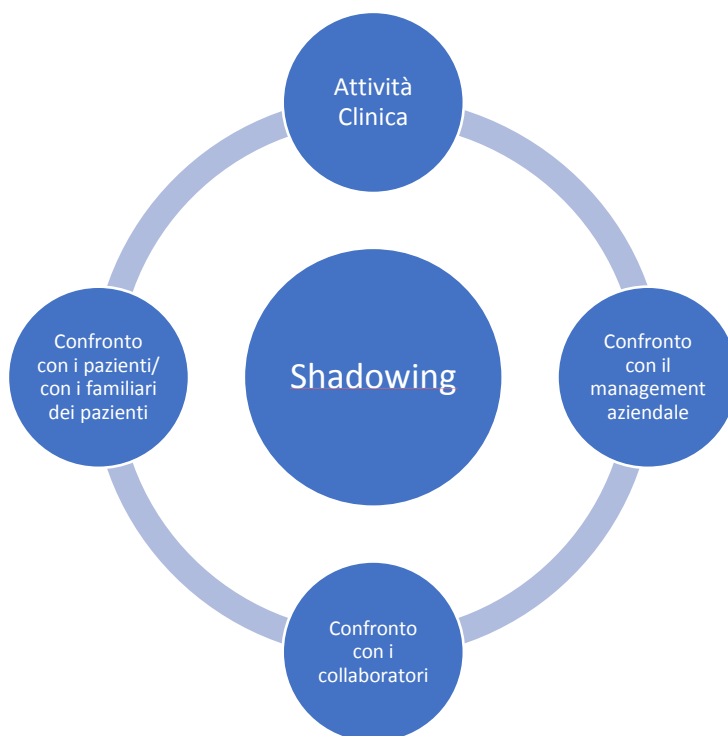 Attività
Clinica
Confronto
con i pazienti/
con i familiari
dei pazienti
Shadowing
Confronto
con il
management
aziendale
Confronto
con i
collaboratori